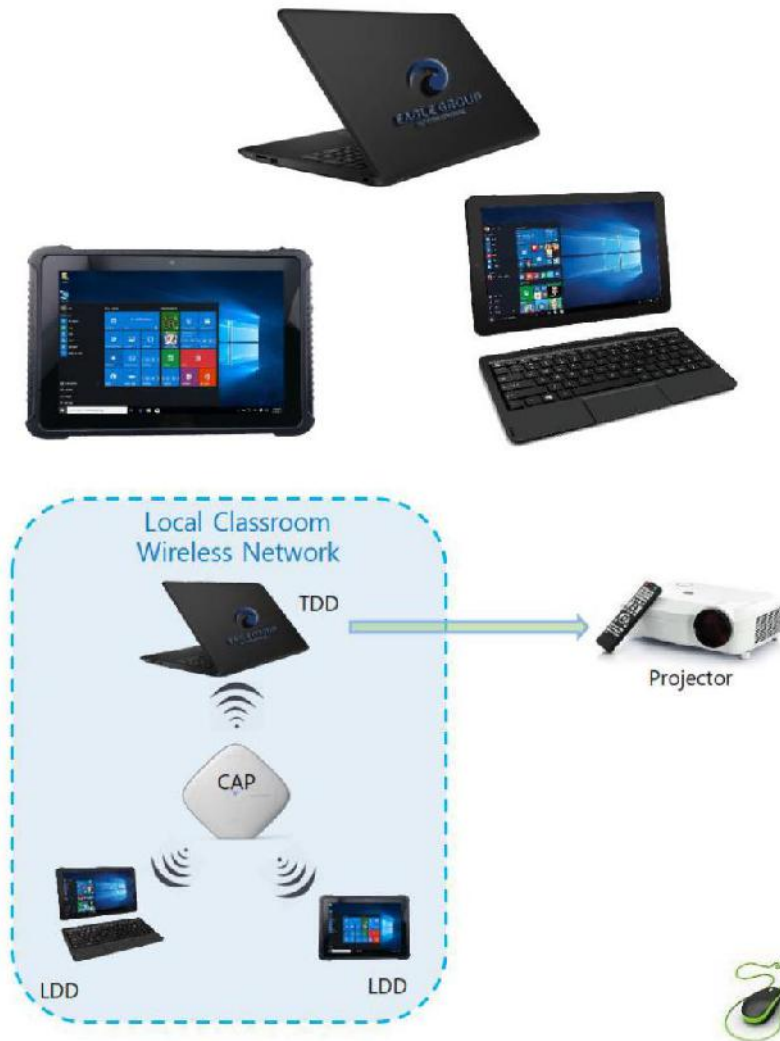 EAGLE GROUP
Local Classroom
Wireless Network
TDD
Projector
CAP
LDD
LDD